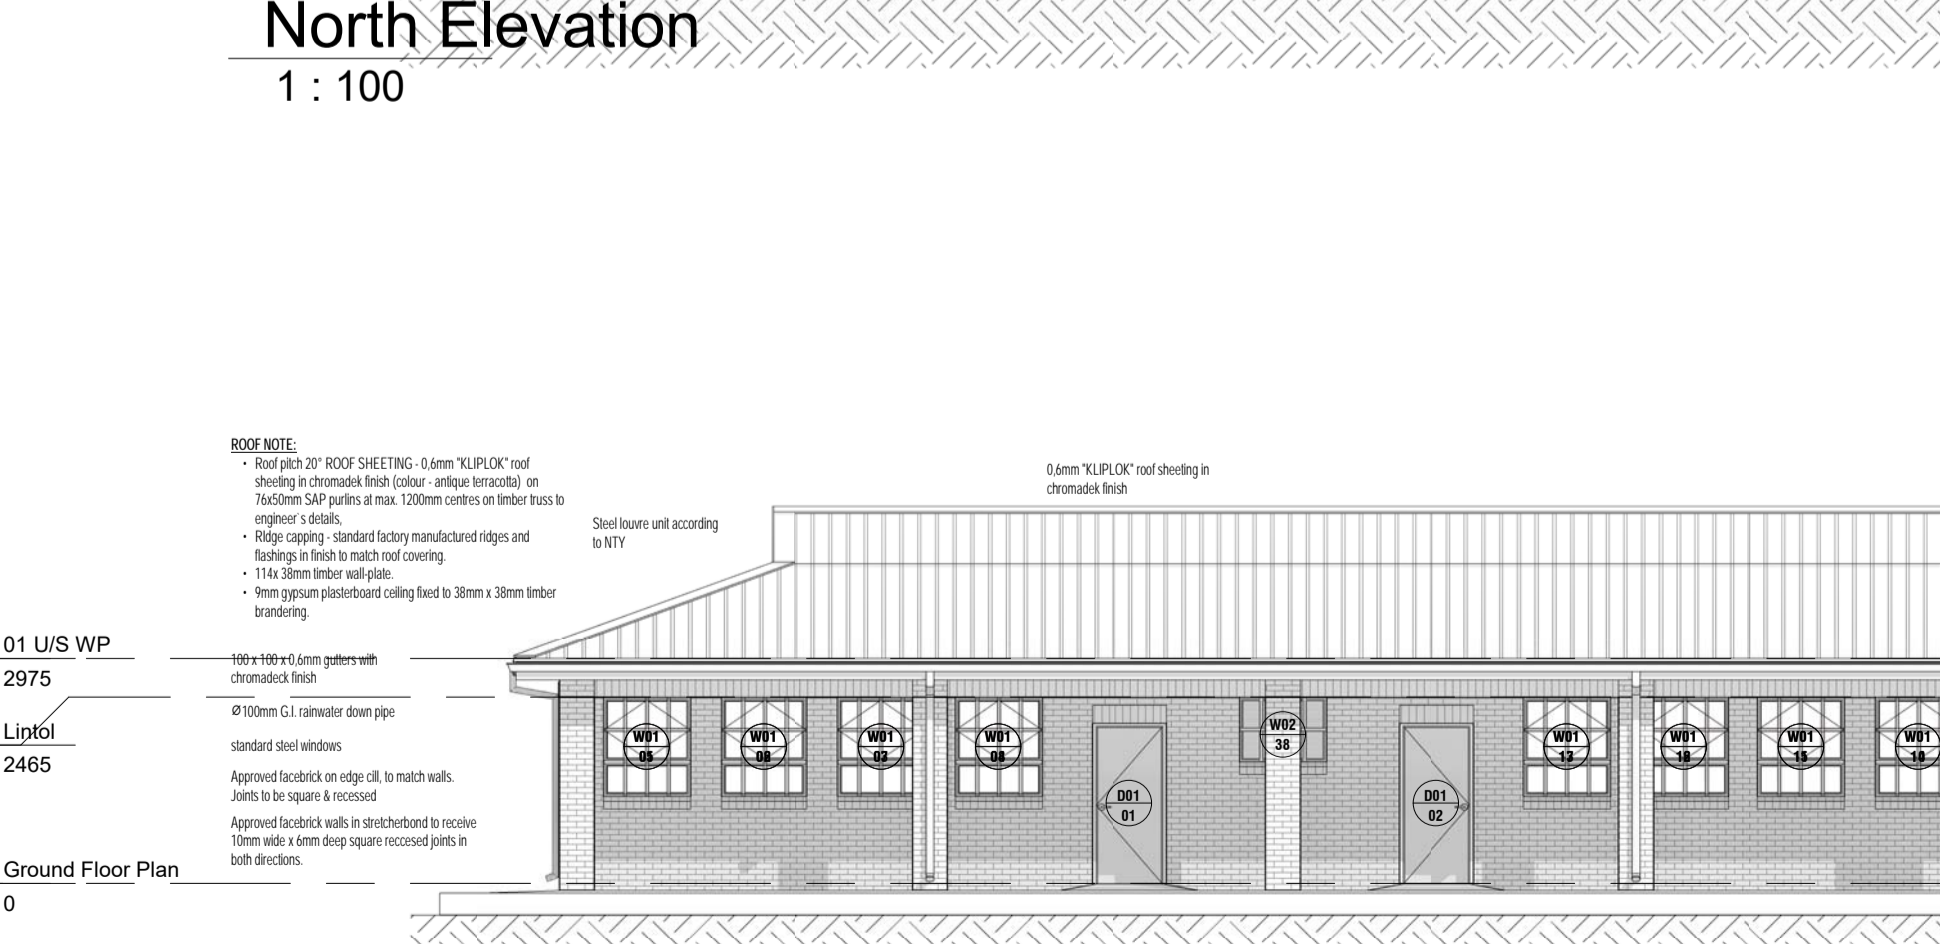 North Elevation
1 : 100
ROOF NOTE:
• Roof pitch 20° ROOF SHEETING - 0,6mm "KLIPLOK" roof
sheeting in chromadek finish (colour - antique terracotta) on
76x50mm SAP purlins at max. 1200mm centres on timber truss to
engineer`s details,
• RIdge capping - standard factory manufactured ridges and
flashings in finish to match roof covering.
• 114x 38mm timber wall-plate.
• 9mm gypsum plasterboard ceiling fixed to 38mm x 38mm timber
brandering.
0,6mm "KLIPLOK" roof sheeting in
chromadek finish
Steel louvre unit according
to NTY
01 U/S WP
2975
100 x 100 x 0,6mm gutters with
chromadeck finish
Ø100mm G.I. rainwater down pipe
Lintol
2465
standard steel windows
Approved facebrick on edge cill, to match walls.
Joints to be square & recessed
Approved facebrick walls in stretcherbond to receive
10mm wide x 6mm deep square reccesed joints in
both directions.
Ground Floor Plan
0
W01
05
W01
W01
03
W01
W02
38
W01
13
W01
W01
15
W01
D01
01
D01
02